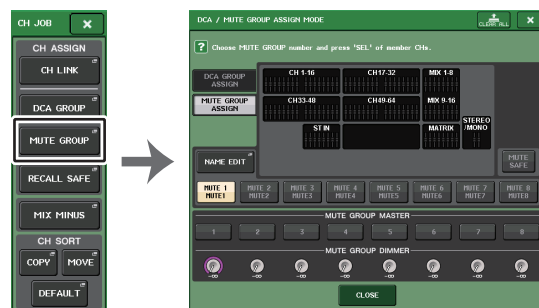 CH JOB
×
CH ASSIGN
CH LINK
DCA GROUP
MUTE GROUP
RECALL SAFE
MIX MINUS
CH SORT
COPY
MOVE
DEFAULT
DCA / MUTE GROUP ASSIGN MODE
CLEAR ALL
×
? Choose MUTE GROUP number and press 'SEL' of member CHs.
DCA GROUP
ASSIGN
MUTE GROUP
ASSIGN
CH 1-16
CH17-32
MIX 1-8
CH33-48
CH49-64
MIX 9-16
ST IN
MATRIX
STEREO
/MONO
NAME EDIT
MUTE
SAFE
MUTE 1
MUTE1
MUTE 2
MUTE2
MUTE 3
MUTE3
MUTE 4
MUTE4
MUTE 5
MUTE5
MUTE 6
MUTE6
MUTE 7
MUTE7
MUTE 8
MUTE8
MUTE GROUP MASTER
1
2
3
4
5
6
7
8
MUTE GROUP DIMMER
-∞
-∞
-∞
-∞
-∞
-∞
-∞
-∞
CLOSE